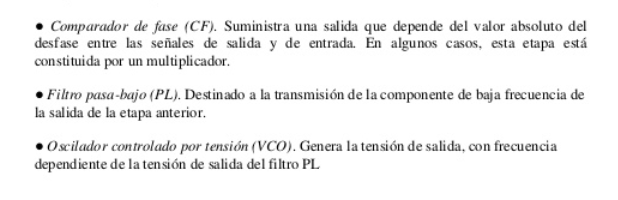 ● Comparador de fase (CF). Suministra una salida que depende del valor absoluto del
desfase entre las señales de salida y de entrada. En algunos casos, esta etapa está
constituida por un multiplicador.
● Filtro pasa-bajo (PL). Destinado a la transmisión de la componente de baja frecuencia de
la salida de la etapa anterior.
● Oscilador controlado por tensión (VCO). Genera la tensión de salida, con frecuencia
dependiente de la tensión de salida del filtro PL